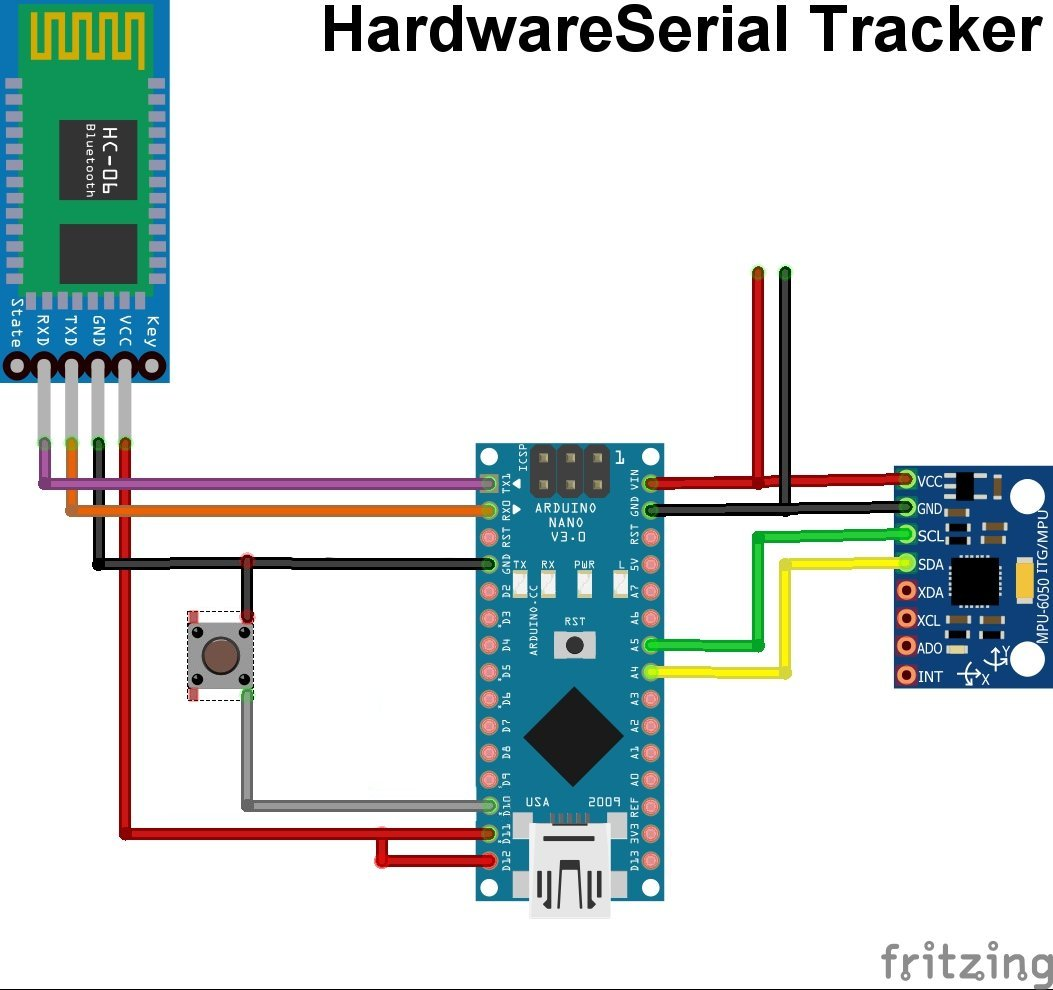 HardwareSerial Tracker
HC-06
Bluetooth
State
RXD
TXD
GND
VCC
Key
ICSP
1
TX1
RX0
RST
GND
D2
D3
D4
D5
D6
D7
D8
D9
D10
D11
D12
VIN
GND
RST
5V
A7
A6
A5
A4
A3
A2
A1
A0
REF
3V3
D13
ARDUINO
NANO
V3.0
TX
RX
PWR
L
ARDUINO.CC
RST
USA
2009
VCC
GND
SCL
SDA
XDA
XCL
ADO
INT
MPU-6050 ITG/MPU
Y
X
fritzing